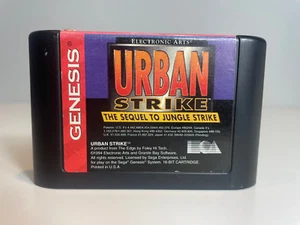 GENESIS
ELECTRONIC ARTS
URBAN
STRIKE
THE SEQUEL TO JUNGLE STRIKE
URBAN STRIKE
A product from The Edge by Foley Hi Tech.
©1994 Electronic Arts and Granite Bay Software.
All rights reserved. Licensed by Sega Enterprises, Ltd.
for play on the Sega Genesis System. 16-BIT CARTRIDGE.
Printed in U.S.A.